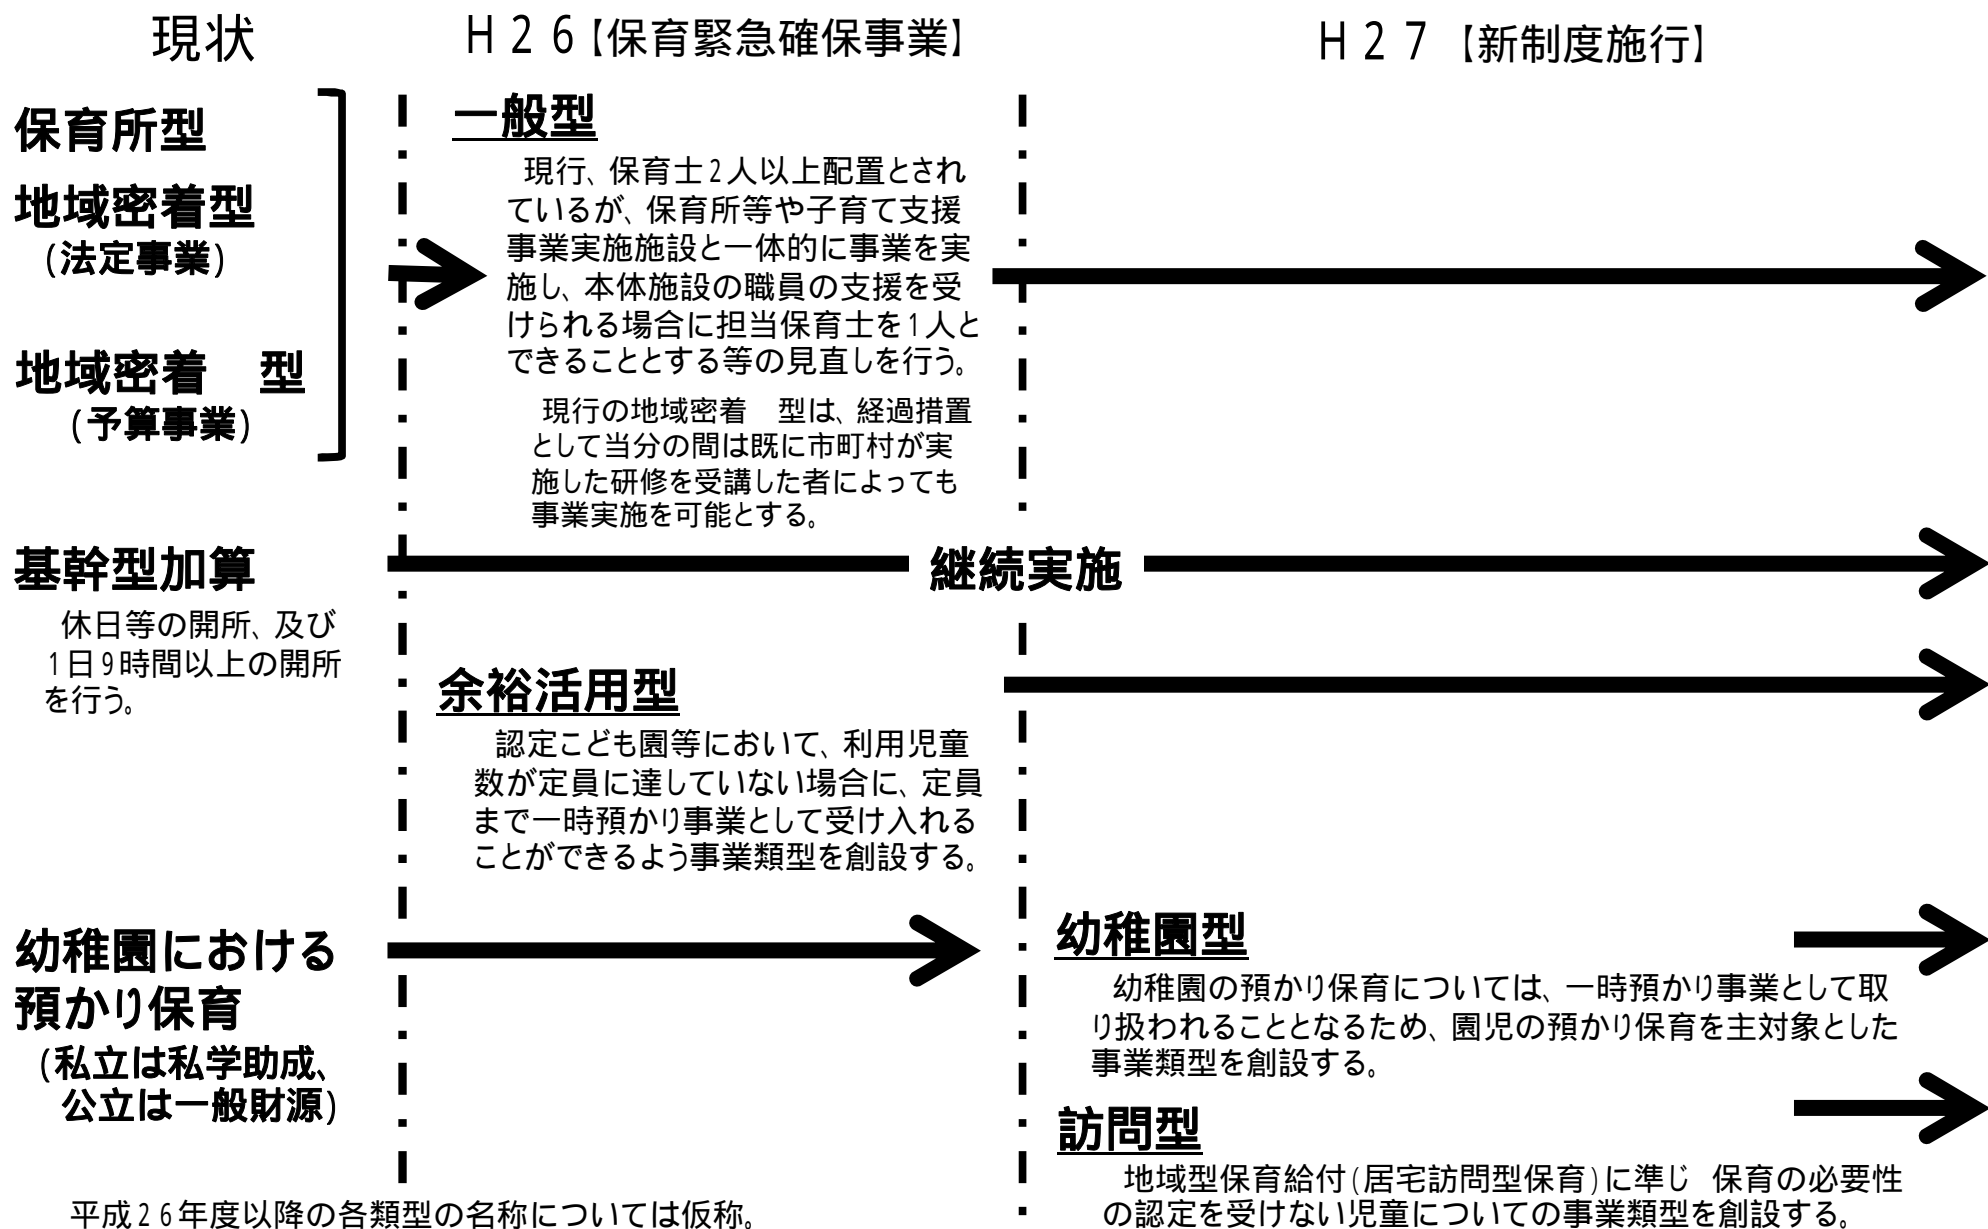 現状
H26【保育緊急確保事業】
H27【新制度施行】
保育所型
地域密着型
(法定事業)
地域密着　型
(予算事業)
一般型
現行、保育士2人以上配置とされ
ているが、保育所等や子育て支援
事業実施施設と一体的に事業を実
施し、本体施設の職員の支援を受
けられる場合に担当保育士を1人と
できることとする等の見直しを行う。
現行の地域密着　型は、経過措置
として当分の間は既に市町村が実
施した研修を受講した者によっても
事業実施を可能とする。
基幹型加算
休日等の開所、及び
1日9時間以上の開所
を行う。
継続実施
余裕活用型
認定こども園等において、利用児童
数が定員に達していない場合に、定員
まで一時預かり事業として受け入れる
ことができるよう事業類型を創設する。
幼稚園における
預かり保育
(私立は私学助成、
公立は一般財源)
幼稚園型
幼稚園の預かり保育については、一時預かり事業として取
り扱われることとなるため、園児の預かり保育を主対象とした
事業類型を創設する。
訪問型
地域型保育給付(居宅訪問型保育)に準じ　保育の必要性
の認定を受けない児童についての事業類型を創設する。
平成26年度以降の各類型の名称については仮称。